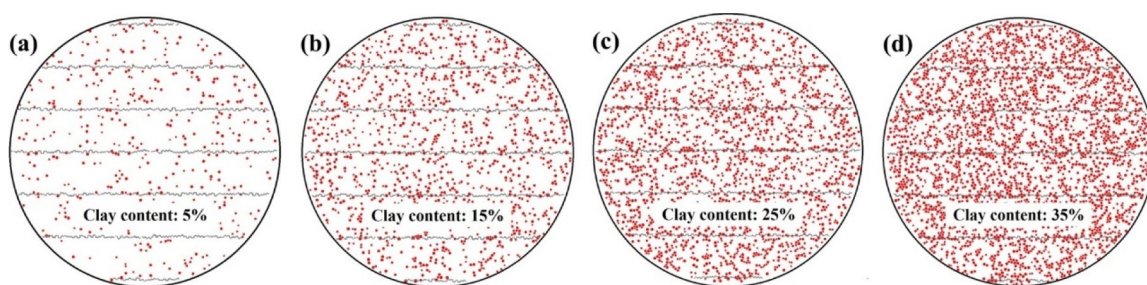 (a)
(b)
(c)
(d)
Clay content: 5%
Clay content: 15%
Clay content: 25%
Clay content: 35%